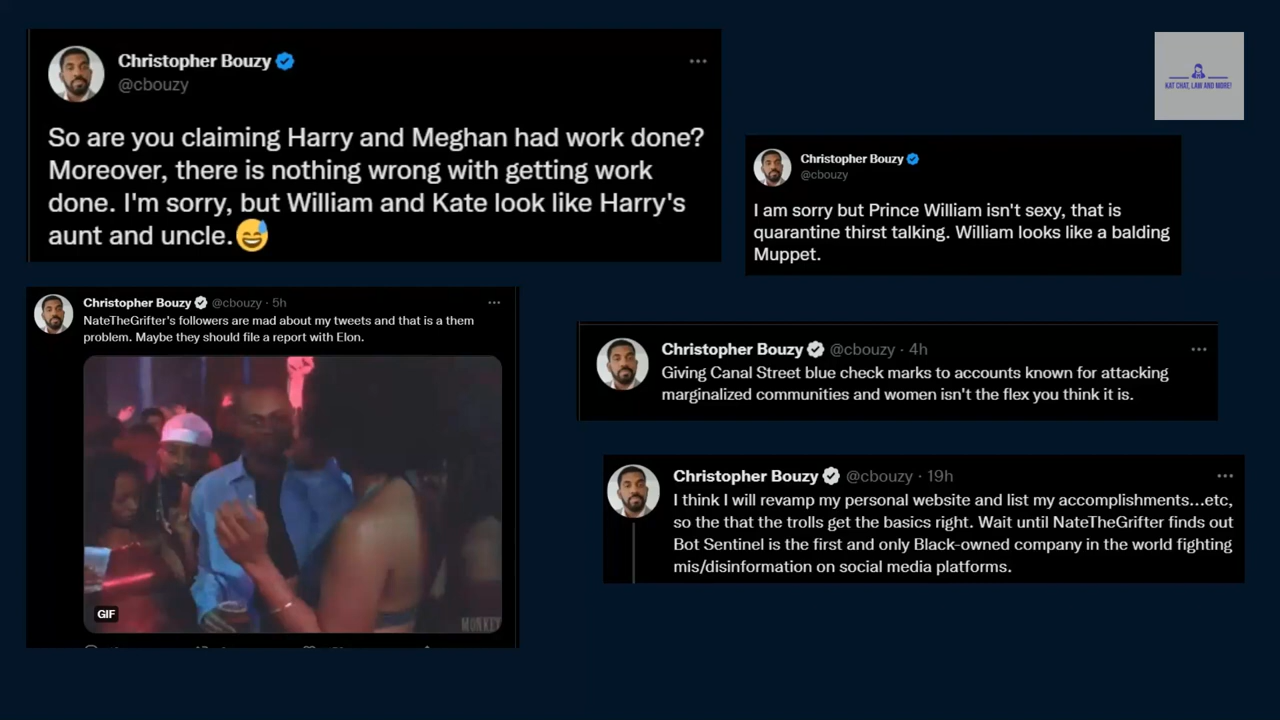 Christopher Bouzy
@cbouzy
So are you claiming Harry and Meghan had work done?
Moreover, there is nothing wrong with getting work
done. I'm sorry, but William and Kate look like Harry's
aunt and uncle.😅
KAT CHAT, LAW AND MORE!
Christopher Bouzy
@cbouzy
I am sorry but Prince William isn't sexy, that is
quarantine thirst talking. William looks like a balding
Muppet.
Christopher Bouzy @cbouzy · 5h
NateTheGrifter's followers are mad about my tweets and that is a them
problem. Maybe they should file a report with Elon.
GIF
MONKEY
Christopher Bouzy @cbouzy · 4h
Giving Canal Street blue check marks to accounts known for attacking
marginalized communities and women isn't the flex you think it is.
Christopher Bouzy @cbouzy · 19h
I think I will revamp my personal website and list my accomplishments...etc,
so the that the trolls get the basics right. Wait until NateTheGrifter finds out
Bot Sentinel is the first and only Black-owned company in the world fighting
mis/disinformation on social media platforms.